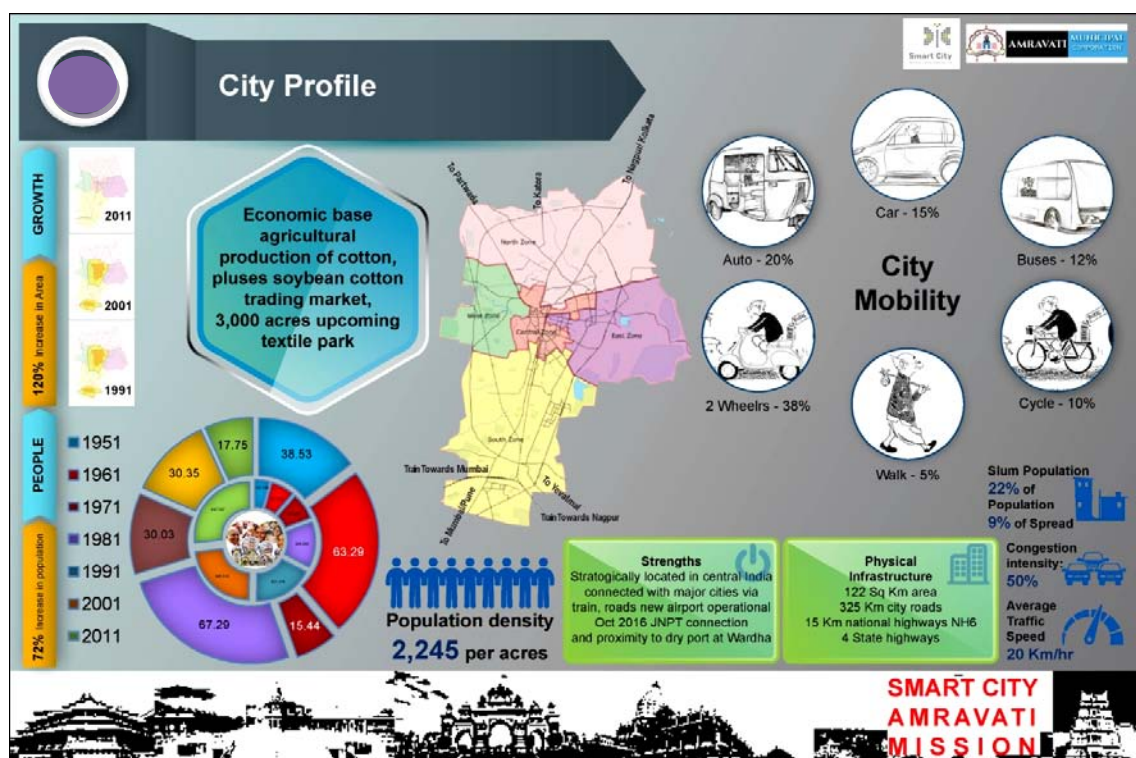 City Profile
Smart City
AMRAVATI
MUNICIPAL
CORPORATION
GROWTH
120% Increase in Area
2011
2001
1991
Economic base
agricultural
production of cotton,
pluses soybean cotton
trading market,
3,000 acres upcoming
textile park
To Partwada
To Katora
To Nagpur/ Kolkata
North Zone
West Zone
Central Zone
East Zone
South Zone
Train Towards Mumbai
To Mumbai/Pune
To Yevatmal
Train Towards Nagpur
City
Mobility
Auto - 20%
Car - 15%
Buses - 12%
2 Wheelrs - 38%
Cycle - 10%
Walk - 5%
PEOPLE
72% Increase in population
1951
1961
1971
1981
1991
2001
2011
38.53
63.29
15.44
67.29
30.03
30.35
17.75
Population density
2,245 per acres
Strengths
Stratogically located in central India
connected with major cities via
train, roads new airport operational
Oct 2016 JNPT connection
and proximity to dry port at Wardha
Physical
Infrastructure
122 Sq Km area
325 Km city roads
15 Km national highways NH6
4 State highways
Slum Population
22% of
Population
9% of Spread
Congestion
intensity:
50%
Average
Traffic
Speed
20 Km/hr
SMART CITY
AMRAVATI
MISSION